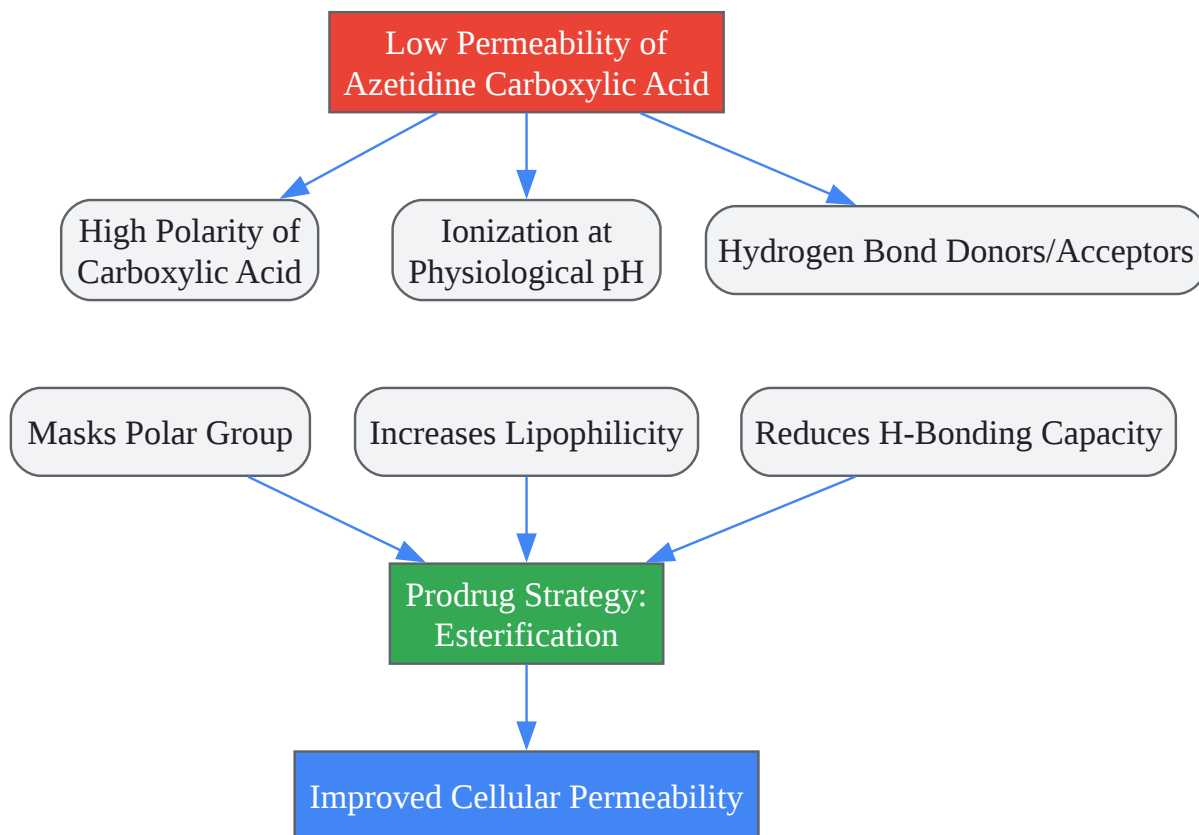 Low Permeability of
Azetidine Carboxylic Acid
High Polarity of
Carboxylic Acid
Ionization at
Physiological pH
Hydrogen Bond Donors/Acceptors
Masks Polar Group
Increases Lipophilicity
Reduces H-Bonding Capacity
Prodrug Strategy:
Esterification
Improved Cellular Permeability